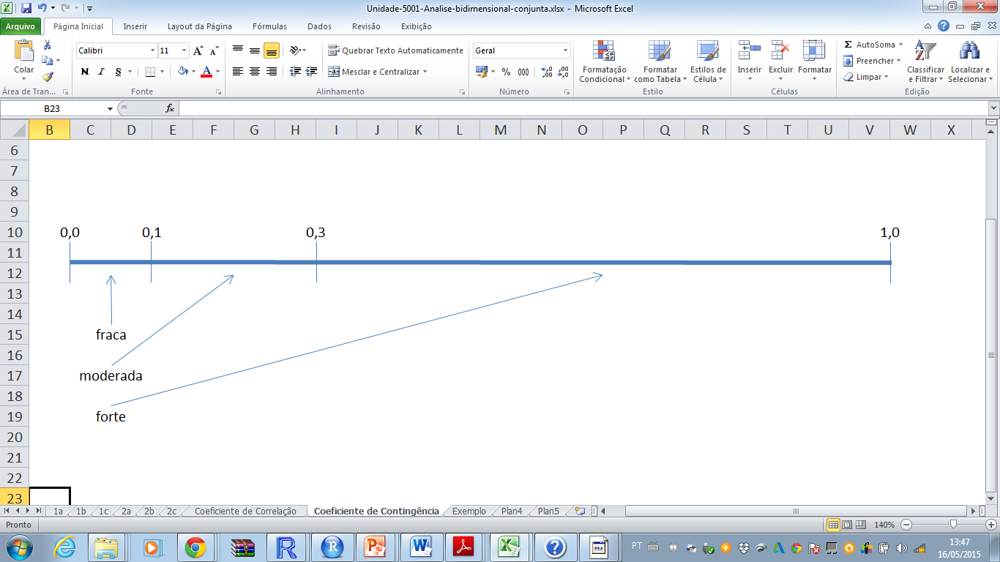 Unidade-5001-Analise-bidimensional-conjunta.xlsx - Microsoft Excel
Arquivo Página Inicial Inserir Layout da Página Fórmulas Dados Revisão Exibição
Colar
Calibri 11
N I S
Quebrar Texto Automaticamente
Mesclar e Centralizar
Geral
% 000
Formatação Condicional
Formatar como Tabela
Estilos de Célula
Inserir Excluir Formatar
AutoSoma
Preencher
Limpar
Classificar e Filtrar
Localizar e Selecionar
Área de Tran... Fonte Alinhamento Número Estilo Células Edição
B23 fx
B C D E F G H I J K L M N O P Q R S T U V W X
6
7
8
9
10 0,0 0,1 0,3 1,0
11
12
13
14
15 fraca
16
17 moderada
18
19 forte
20
21
22
23
1a 1b 1c 2a 2b 2c Coeficiente de Correlação Coeficiente de Contingência Exemplo Plan4 Plan5
Pronto 140%
PT 13:47
16/05/2015